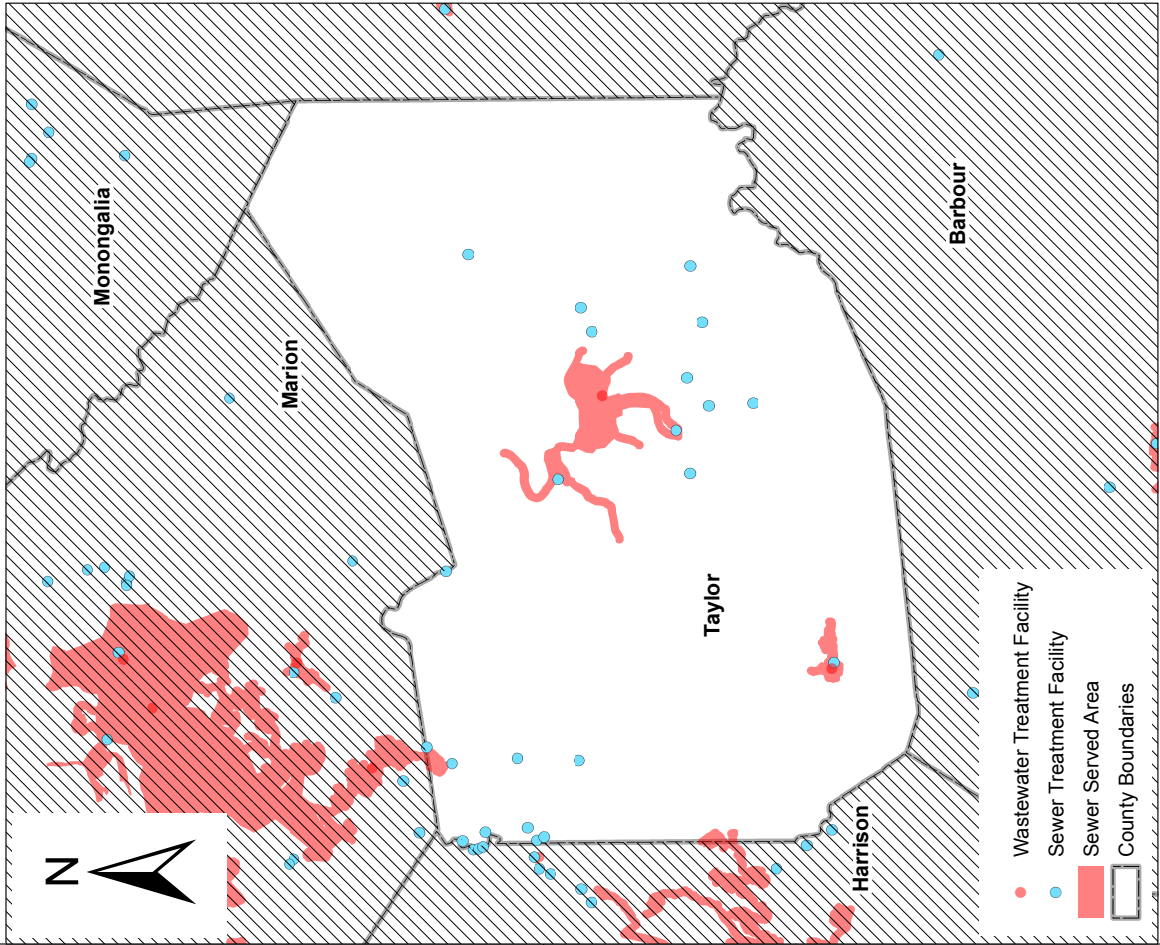 Monongalia
Marion
Taylor
Barbour
Harrison
N
Wastewater Treatment Facility
Sewer Treatment Facility
Sewer Served Area
County Boundaries